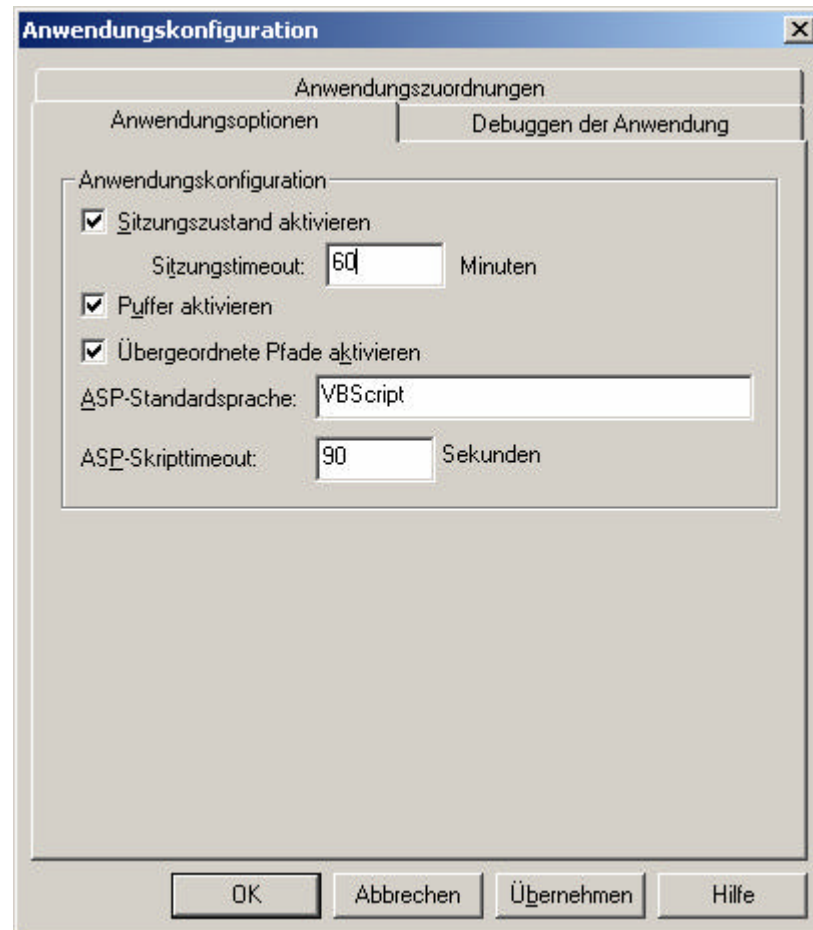 Anwendungskonfiguration
Anwendungszuordnungen
Anwendungsoptionen
Debuggen der Anwendung
Anwendungskonfiguration
Sitzungszustand aktivieren
Sitzungstimeout: 60 Minuten
Puffer aktivieren
Übergeordnete Pfade aktivieren
ASP-Standardsprache: VBScript
ASP-Skripttimeout: 90 Sekunden
OK Abbrechen Übernehmen Hilfe